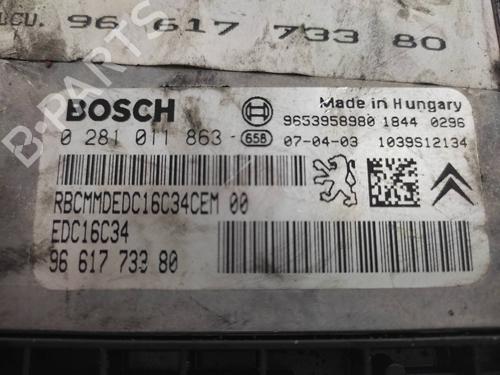 CU. 96 617 733 80
BOSCH
Made in Hungary
9653958980 1844 0296
0 281 011 863 - 658 07-04-03 1039S12134
RBCMMDEDC16C34CEM 00
EDC16C34
96 617 733 80
B-PARTS